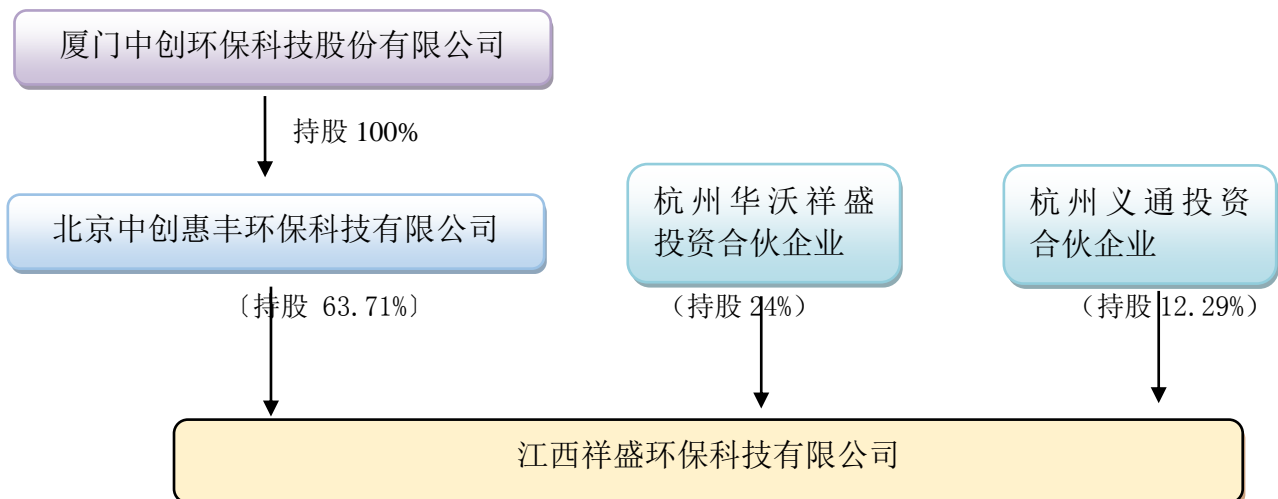 厦门中创环保科技股份有限公司
持股 100%
北京中创惠丰环保科技有限公司
杭州华沃祥盛
投资合伙企业
杭州义通投资
合伙企业
〔持股 63.71%〕
（持股 24%）
（持股 12.29%）
江西祥盛环保科技有限公司